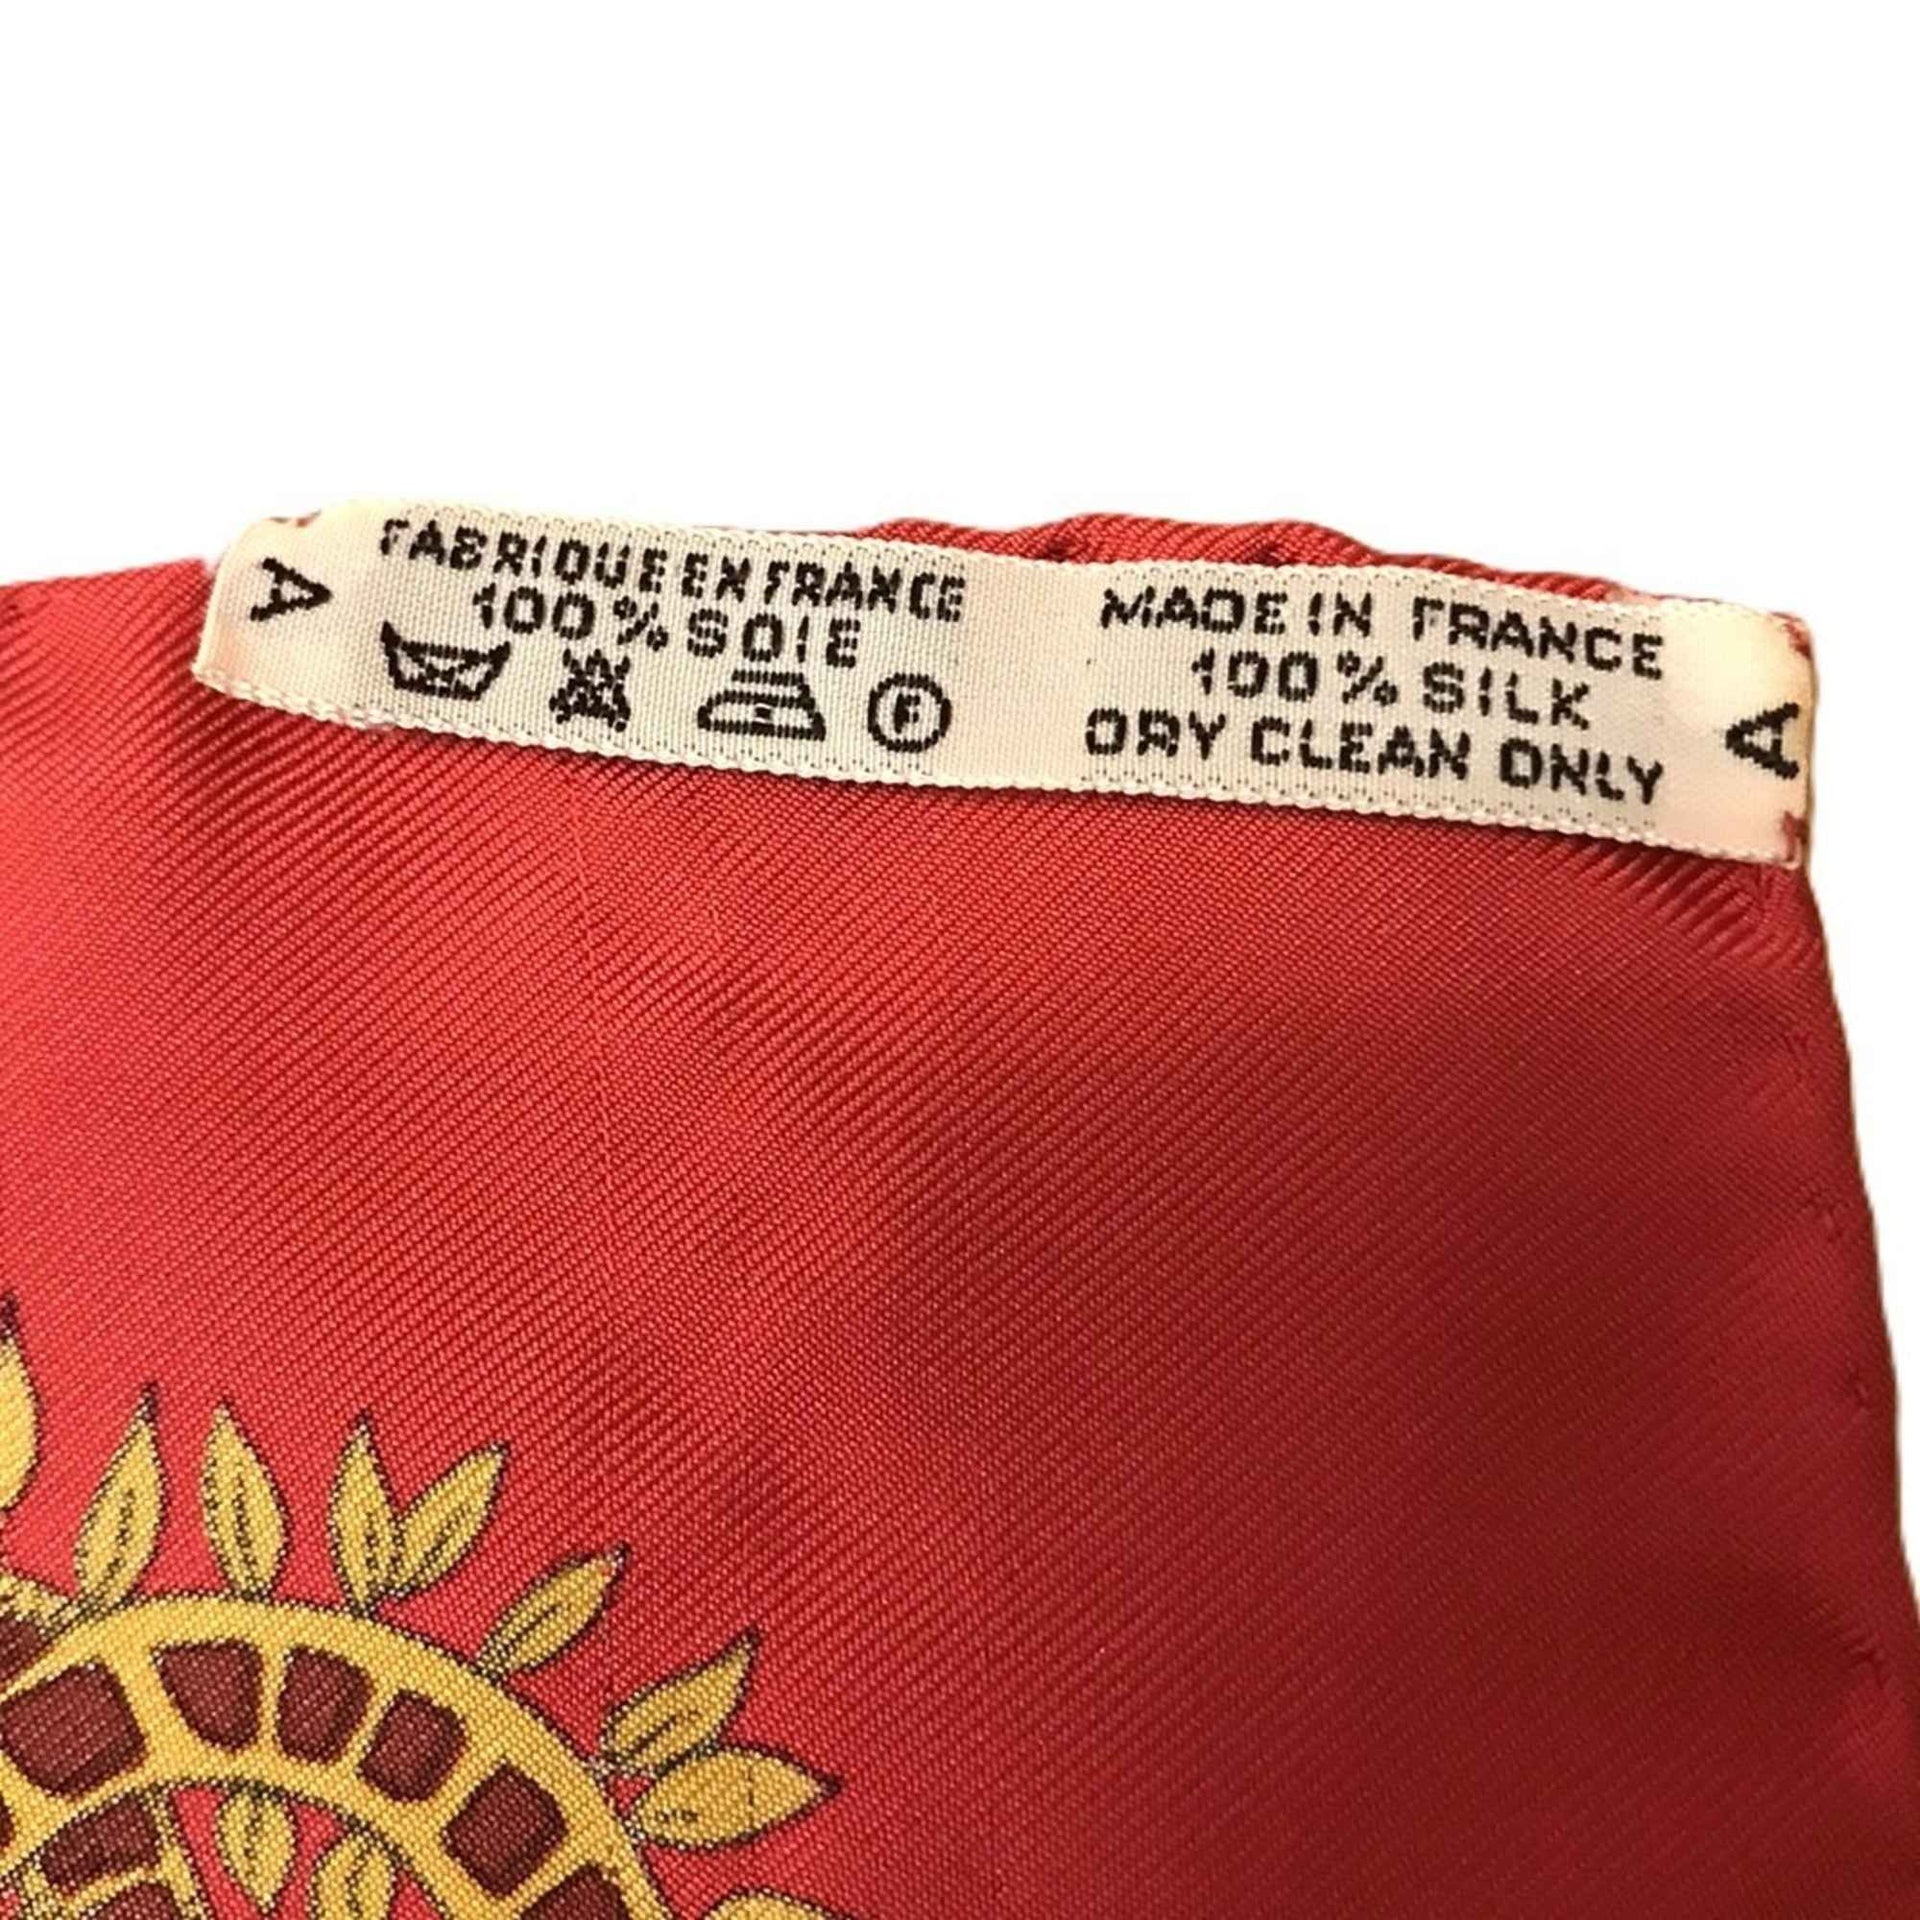 A
FABRIQUE EN FRANCE
100% SOIE
F
MADE IN FRANCE
100% SILK
DRY CLEAN ONLY
A